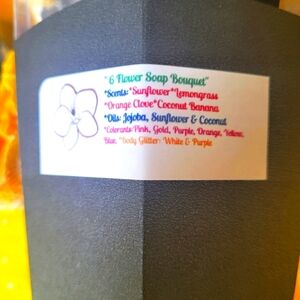 " 6 Flower Soap Bouquet"
*Scents:*Sunflower*Lemongrass
*Orange Clove*Coconut Banana
*Oils: Jojoba, Sunflower & Coconut
*Colorants:Pink, Gold, Purple, Orange, Yellow,
Blue. *Body Glitter- White & Purple